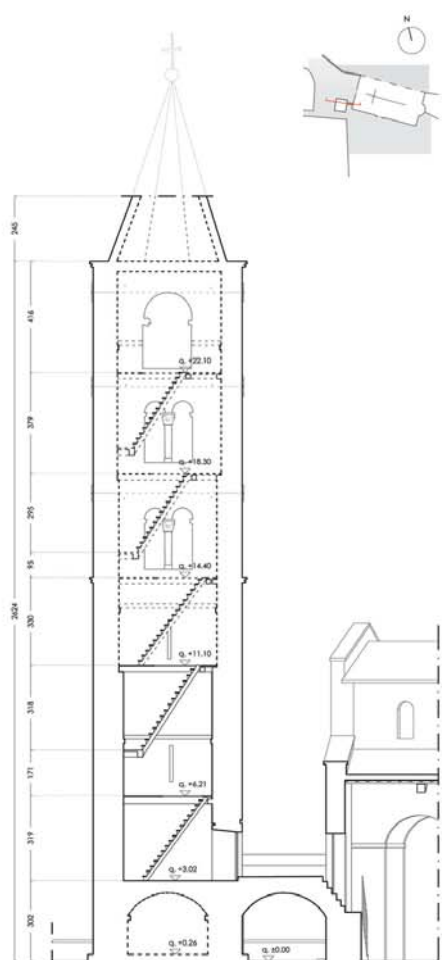 N
245
416
379
295
95
330
318
171
319
302
2624
q. +22.10
q. +18.30
q. +14.40
q. +11.10
q. +6.21
q. +3.02
q. +0.26
q. ±0.00